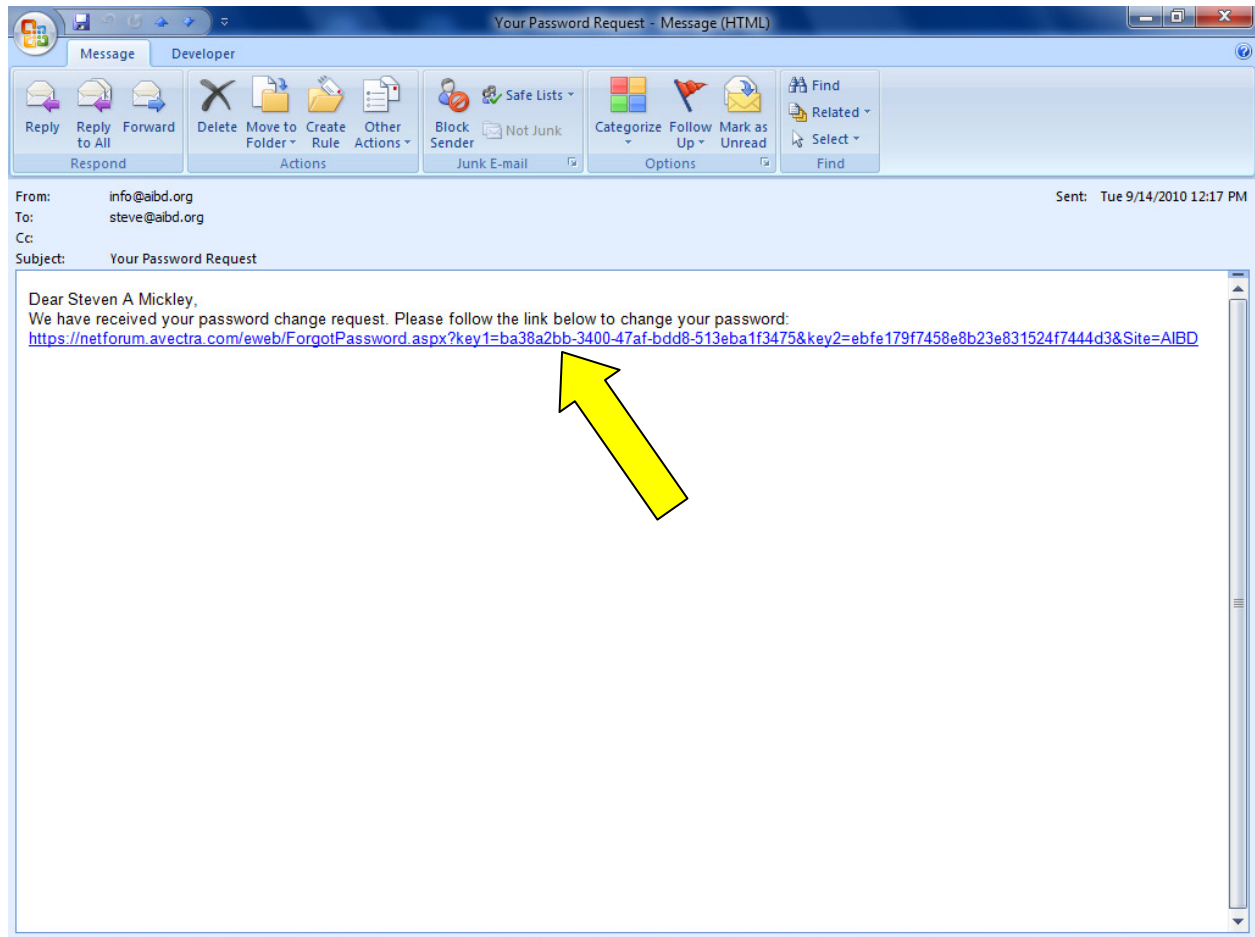 Your Password Request - Message (HTML)
Message Developer
Reply Reply to All Forward
Delete Move to Folder Create Rule Other Actions
Block Sender Safe Lists Not Junk
Categorize Follow Up Mark as Unread
Find Related Select
Respond Actions Junk E-mail Options Find
From: info@aibd.org Sent: Tue 9/14/2010 12:17 PM
To: steve@aibd.org
Cc:
Subject: Your Password Request
Dear Steven A Mickley,
We have received your password change request. Please follow the link below to change your password:
https://netforum.avectra.com/eweb/ForgotPassword.aspx?key1=ba38a2bb-3400-47af-bdd8-513eba1f3475&key2=ebfe179f7458e8b23e831524f7444d3&Site=AIBD